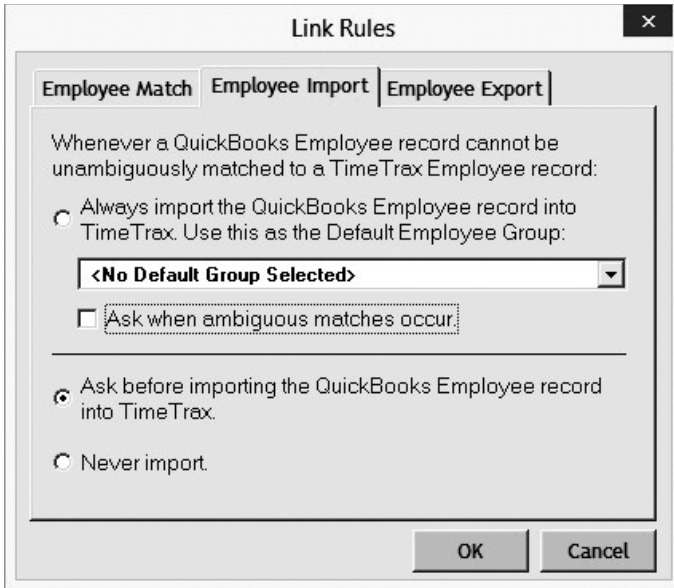 Link Rules
Employee Match Employee Import Employee Export
Whenever a QuickBooks Employee record cannot be
unambiguously matched to a TimeTrax Employee record:
Always import the QuickBooks Employee record into
TimeTrax. Use this as the Default Employee Group:
<No Default Group Selected>
Ask when ambiguous matches occur.
Ask before importing the QuickBooks Employee record
into TimeTrax.
Never import.
OK Cancel